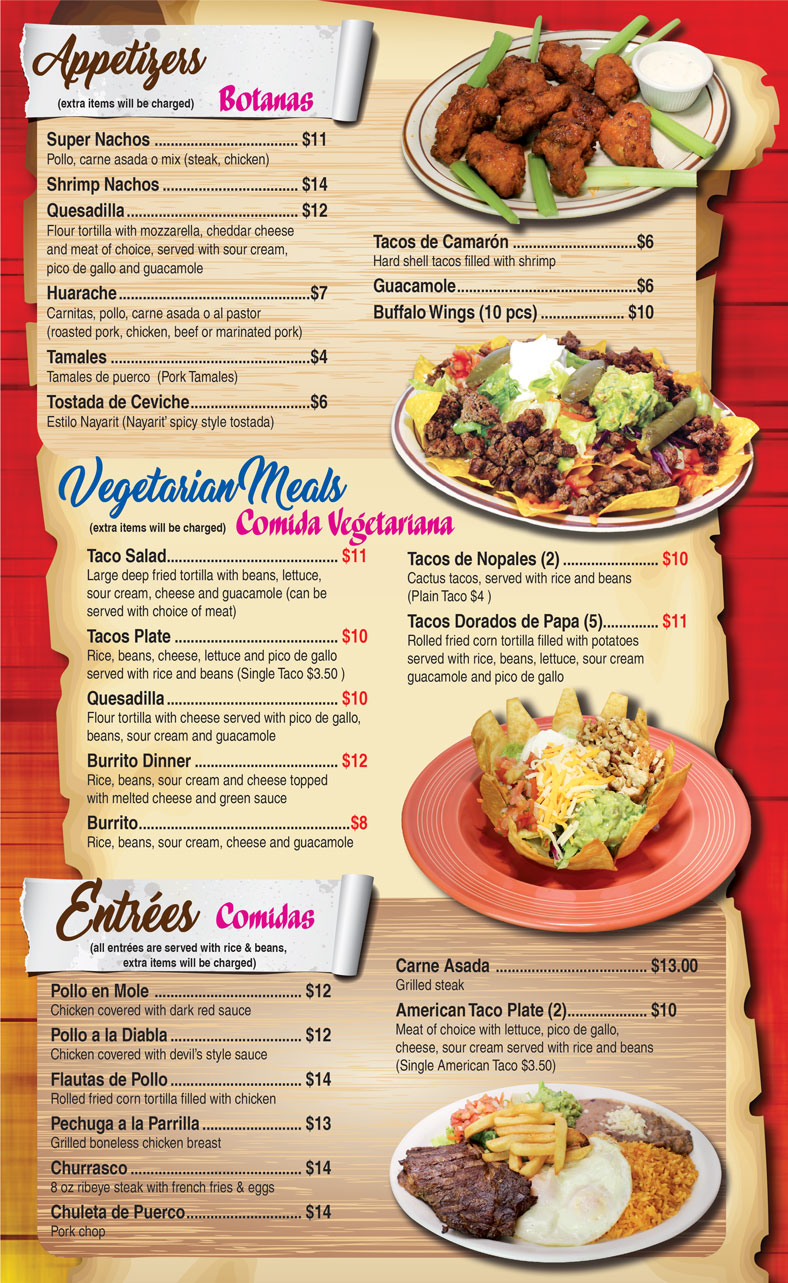 Appetizers
(extra items will be charged) Botanas
Super Nachos .................................... $11
Pollo, carne asada o mix (steak, chicken)
Shrimp Nachos .................................. $14
Quesadilla........................................... $12
Flour tortilla with mozzarella, cheddar cheese
and meat of choice, served with sour cream,
pico de gallo and guacamole
Huarache................................................$7
Carnitas, pollo, carne asada o al pastor
(roasted pork, chicken, beef or marinated pork)
Tamales ..................................................$4
Tamales de puerco (Pork Tamales)
Tostada de Ceviche..............................$6
Estilo Nayarit (Nayarit' spicy style tostada)
Tacos de Camarón ...............................$6
Hard shell tacos filled with shrimp
Guacamole.............................................$6
Buffalo Wings (10 pcs) ..................... $10
Vegetarian Meals
(extra items will be charged) Comida Vegetariana
Taco Salad........................................... $11
Large deep fried tortilla with beans, lettuce,
sour cream, cheese and guacamole (can be
served with choice of meat)
Tacos Plate ......................................... $10
Rice, beans, cheese, lettuce and pico de gallo
served with rice and beans (Single Taco $3.50 )
Quesadilla ........................................... $10
Flour tortilla with cheese served with pico de gallo,
beans, sour cream and guacamole
Burrito Dinner .................................... $12
Rice, beans, sour cream and cheese topped
with melted cheese and green sauce
Burrito.....................................................$8
Rice, beans, sour cream, cheese and guacamole
Tacos de Nopales (2) ........................ $10
Cactus tacos, served with rice and beans
(Plain Taco $4 )
Tacos Dorados de Papa (5).............. $11
Rolled fried corn tortilla filled with potatoes
served with rice, beans, lettuce, sour cream
guacamole and pico de gallo
Entrées Comidas
(all entrées are served with rice & beans,
extra items will be charged)
Pollo en Mole ..................................... $12
Chicken covered with dark red sauce
Pollo a la Diabla ................................. $12
Chicken covered with devil's style sauce
Flautas de Pollo ................................. $14
Rolled fried corn tortilla filled with chicken
Pechuga a la Parrilla ......................... $13
Grilled boneless chicken breast
Churrasco ........................................... $14
8 oz ribeye steak with french fries & eggs
Chuleta de Puerco............................. $14
Pork chop
Carne Asada ...................................... $13.00
Grilled steak
American Taco Plate (2).................... $10
Meat of choice with lettuce, pico de gallo,
cheese, sour cream served with rice and beans
(Single American Taco $3.50)